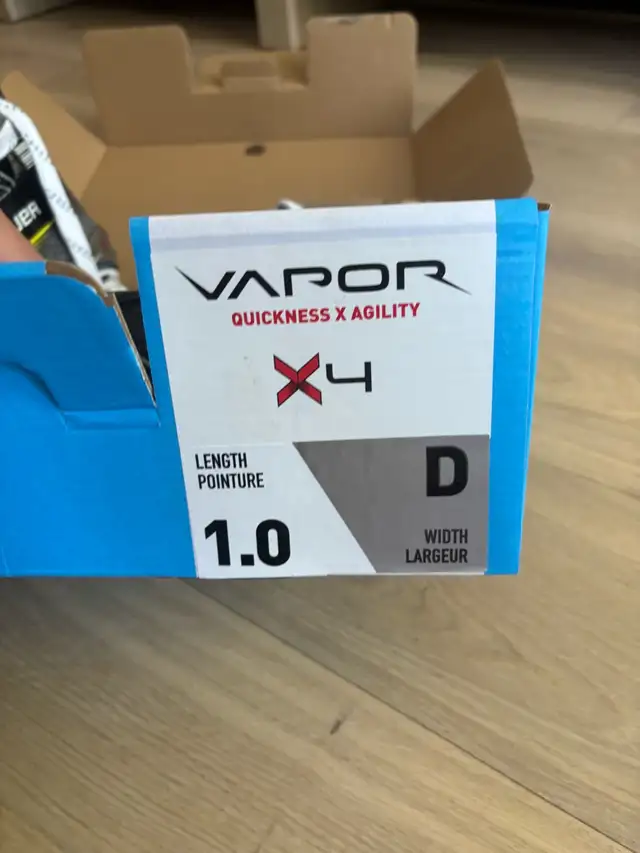 VAPOR
QUICKNESS X AGILITY
X4
LENGTH
POINTURE
1.0
D
WIDTH
LARGEUR